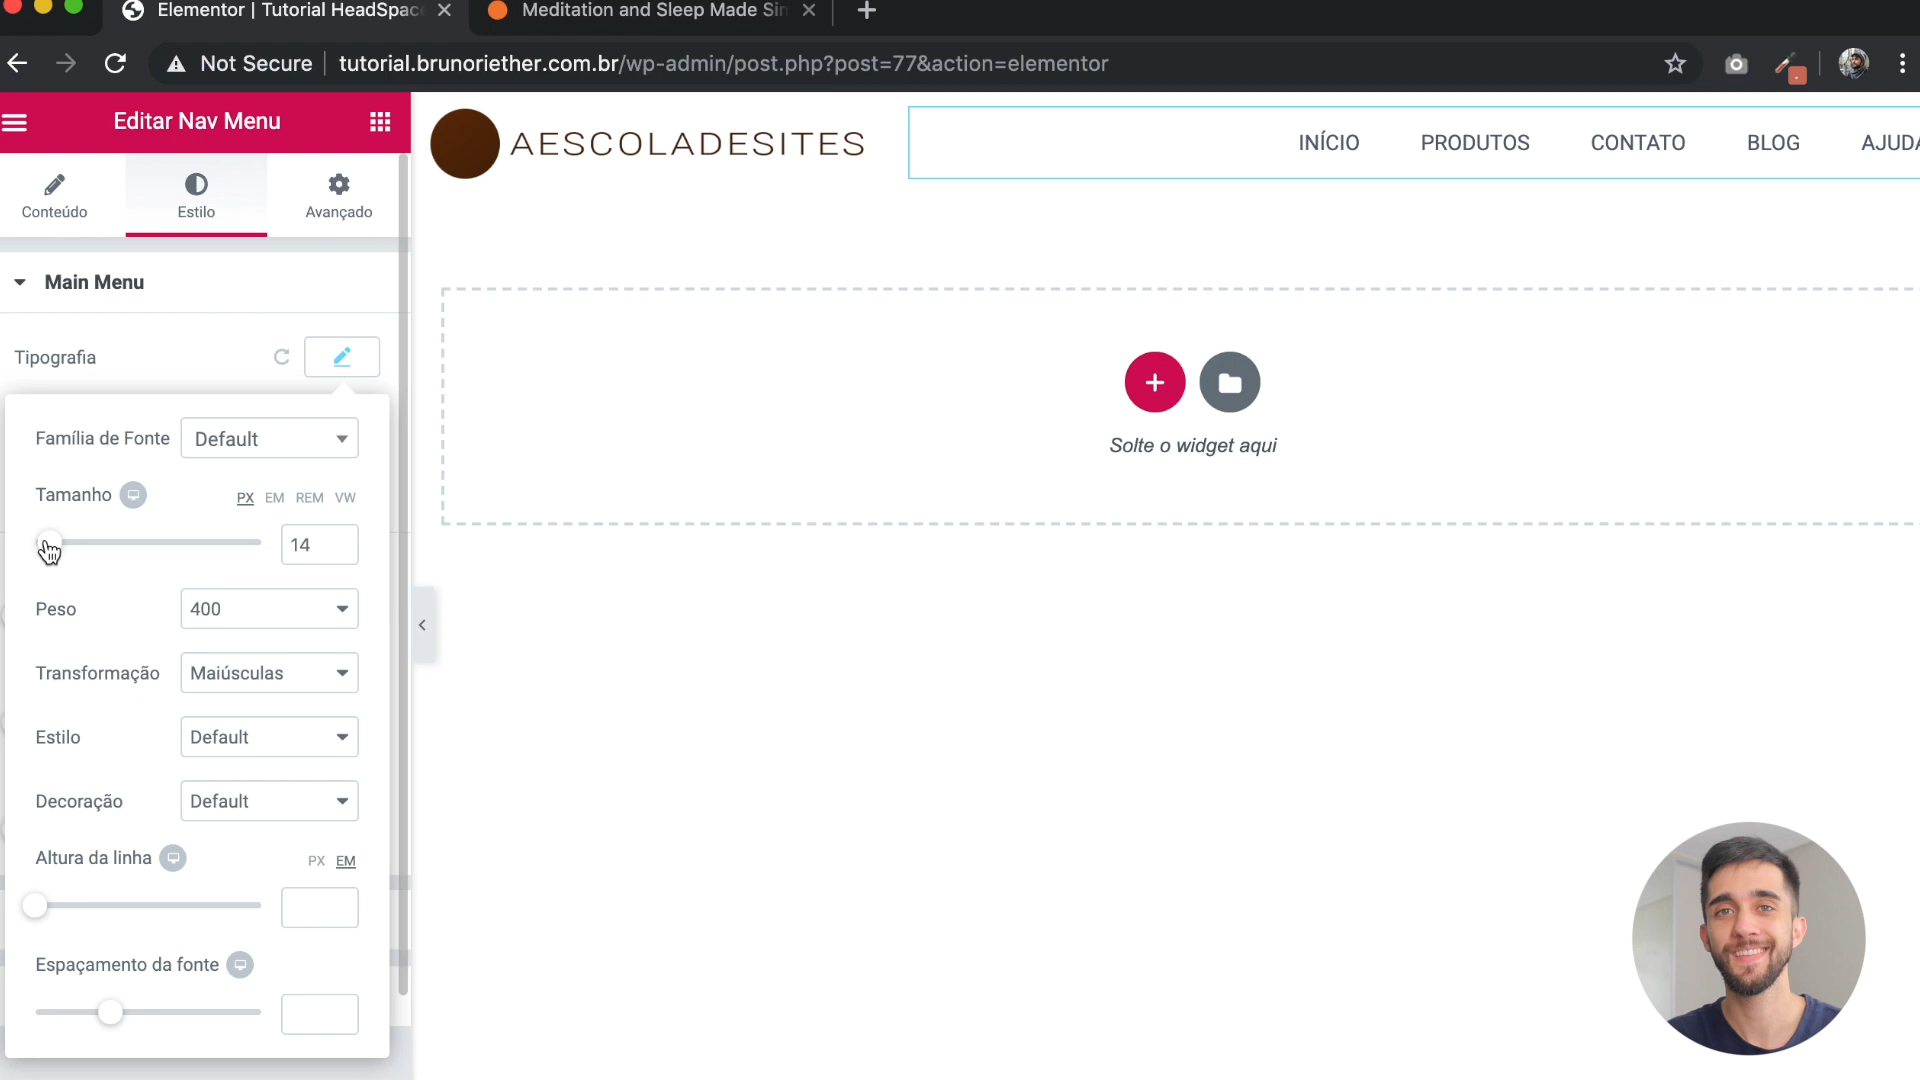 Elementor | Tutorial HeadSpac
Meditation and Sleep Made Sim
Not Secure
tutorial.brunoriether.com.br/wp-admin/post.php?post=77&action=elementor
Editar Nav Menu
AESCOLADESITES
INÍCIO
PRODUTOS
CONTATO
BLOG
AJUDA
Conteúdo
Estilo
Avançado
Main Menu
Tipografia
Família de Fonte
Default
Solte o widget aqui
Tamanho
PX EM REM VW
14
Peso
400
Transformação
Maiúsculas
Estilo
Default
Decoração
Default
Altura da linha
PX EM
Espaçamento da fonte